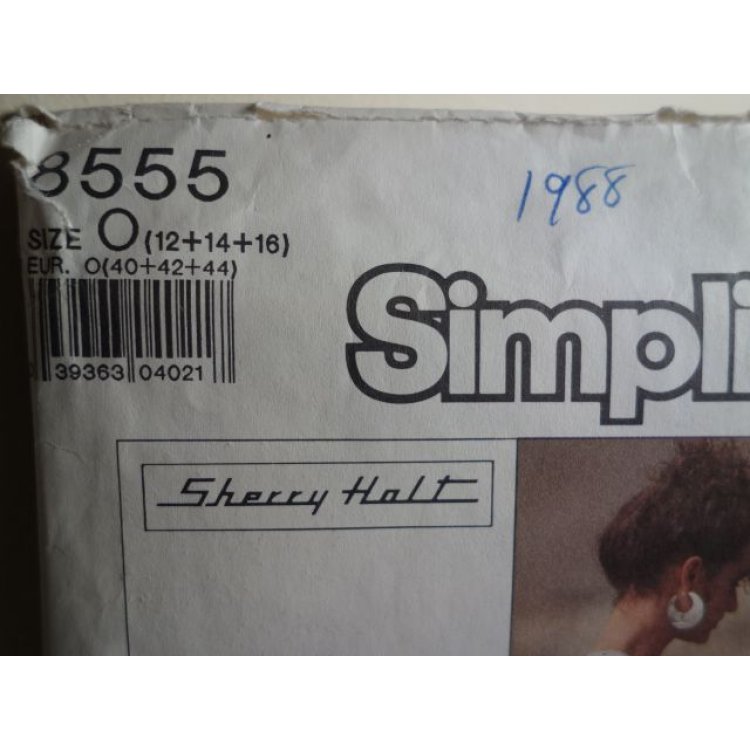 8555
1988
SIZE O (12+14+16)
EUR. O(40+42+44)
Simpli
39363 04021
Sherry Holt